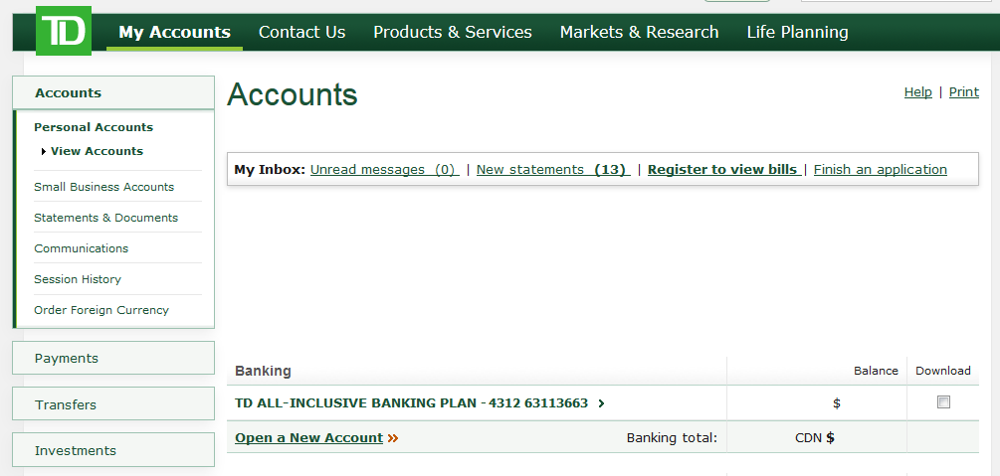 TD My Accounts Contact Us Products & Services Markets & Research Life Planning
Accounts
Personal Accounts
View Accounts
Small Business Accounts
Statements & Documents
Communications
Session History
Order Foreign Currency
Payments
Transfers
Investments
Accounts
Help | Print
My Inbox: Unread messages (0) | New statements (13) | Register to view bills | Finish an application
Banking Balance Download
TD ALL-INCLUSIVE BANKING PLAN - 4312 63113663 $
Open a New Account Banking total: CDN $